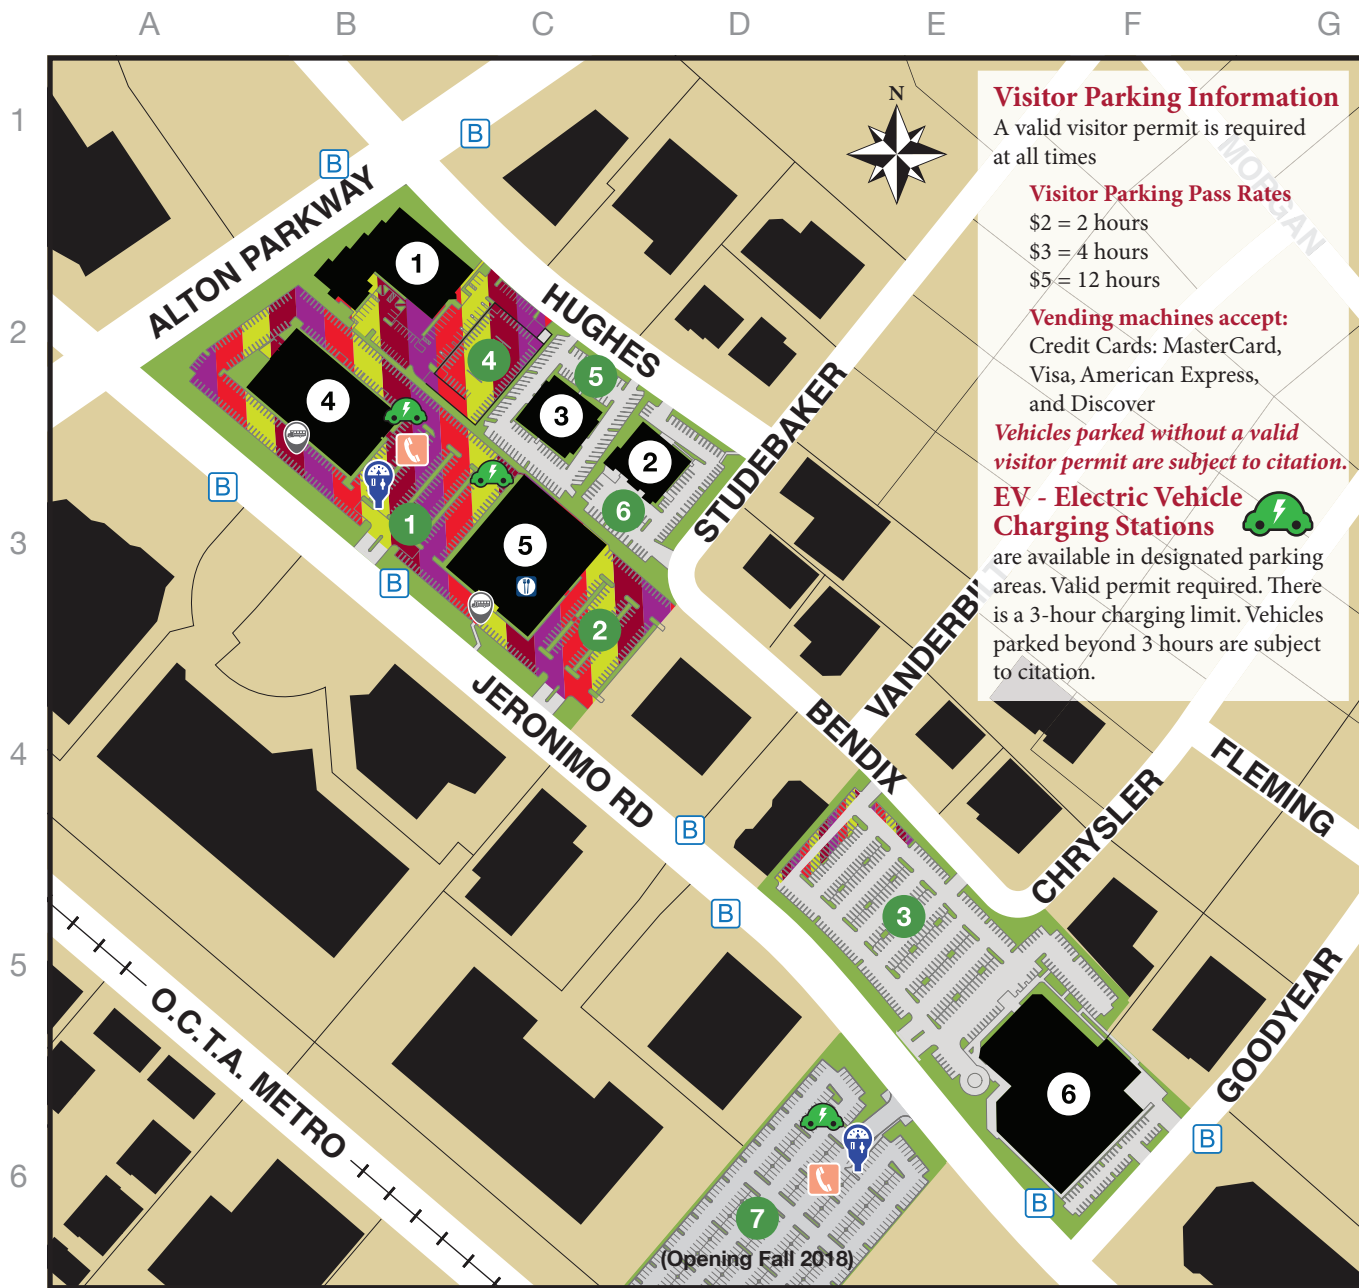 A B C D E F G
1
2
3
4
5
6
N
Visitor Parking Information
A valid visitor permit is required
at all times
Visitor Parking Pass Rates
$2 = 2 hours
$3 = 4 hours
$5 = 12 hours
Vending machines accept:
Credit Cards: MasterCard,
Visa, American Express,
and Discover
Vehicles parked without a valid
visitor permit are subject to citation.
EV - Electric Vehicle
Charging Stations
are available in designated parking
areas. Valid permit required. There
is a 3-hour charging limit. Vehicles
parked beyond 3 hours are subject
to citation.
MORGAN
B
B
ALTON PARKWAY
HUGHES
STUDEBAKER
1
4
5
4
3
2
6
B
1
5
B
2
VANDERBILT
JERONIMO RD
BENDIX
FLEMING
CHRYSLER
B
B
3
GOODYEAR
O.C.T.A. METRO
6
B
B
7
(Opening Fall 2018)